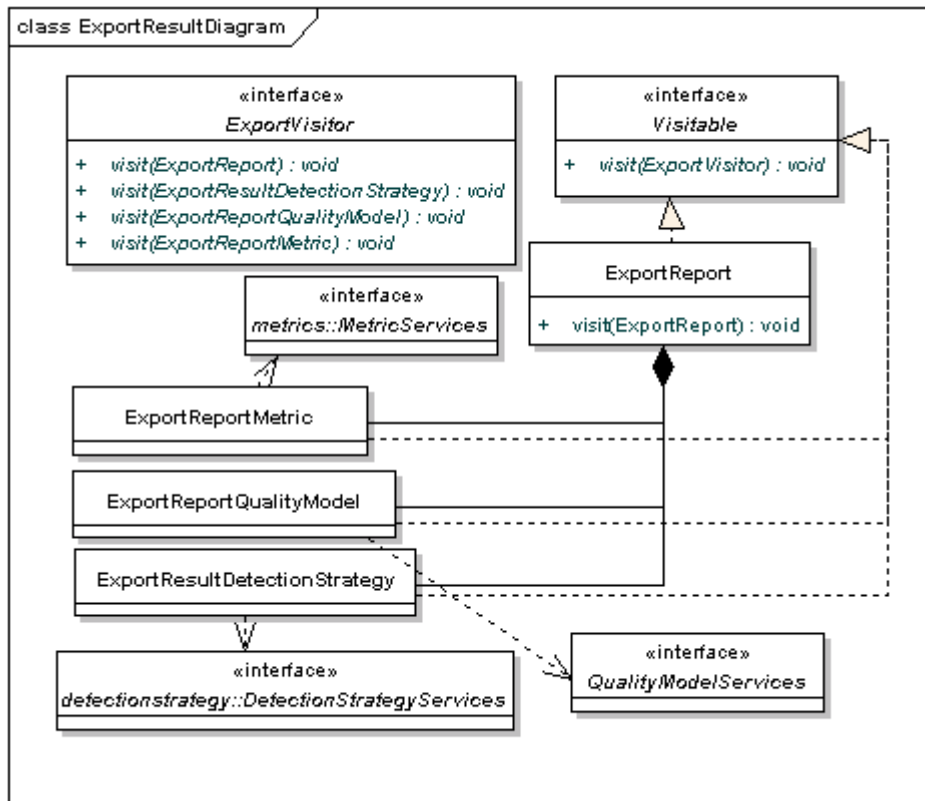 class ExportResultDiagram
«interface»
ExportVisitor
+ visit(ExportReport) : void
+ visit(ExportResultDetectionStrategy) : void
+ visit(ExportReportQualityModel) : void
+ visit(ExportReportMetric) : void
«interface»
Visitable
+ visit(ExportVisitor) : void
ExportReport
+ visit(ExportReport) : void
«interface»
metrics::MetricServices
ExportReportMetric
ExportReportQualityModel
ExportResultDetectionStrategy
«interface»
detectionstrategy::DetectionStrategyServices
«interface»
QualityModelServices